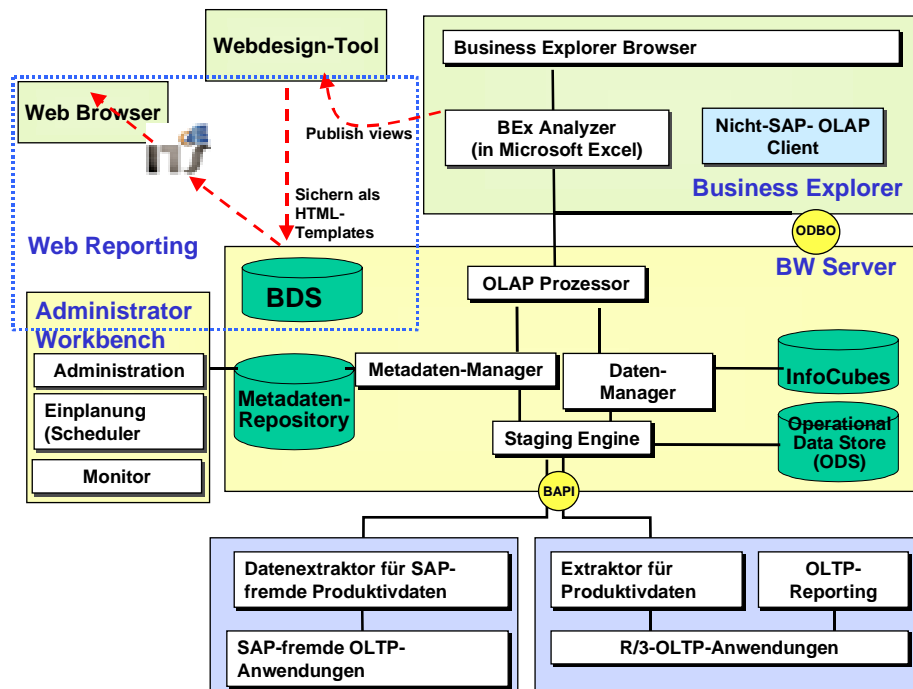 Webdesign-Tool
Business Explorer Browser
Web Browser
Publish views
BEx Analyzer
(in Microsoft Excel)
Nicht-SAP- OLAP
Client
Business Explorer
Sichern als
HTML-
Templates
ODBO
Web Reporting
BW Server
BDS
OLAP Prozessor
Administrator
Workbench
Administration
Metadaten-
Repository
Metadaten-Manager
Daten-
Manager
InfoCubes
Einplanung
(Scheduler
Staging Engine
Operational
Data Store
(ODS)
Monitor
BAPI
Datenextraktor für SAP-
fremde Produktivdaten
Extraktor für
Produktivdaten
OLTP-
Reporting
SAP-fremde OLTP-
Anwendungen
R/3-OLTP-Anwendungen